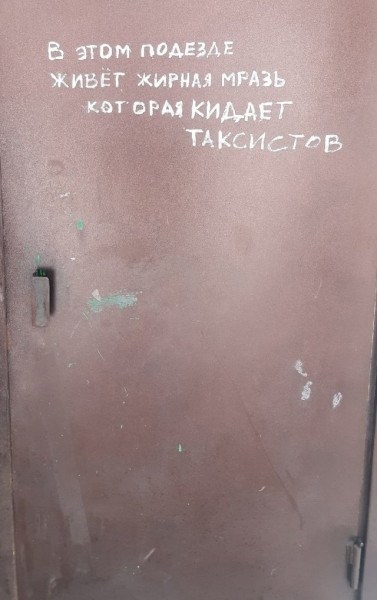 В ЭТОМ ПОДЕЗДЕ
ЖИВЁТ ЖИРНАЯ МРАЗЬ
КОТОРАЯ КИДАЕТ
ТАКСИСТОВ